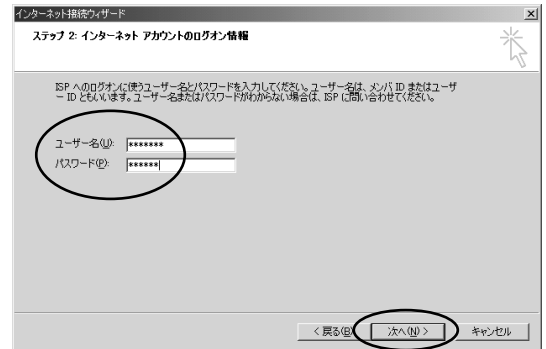 インターネット接続ウィザード
ステップ 2: インターネット アカウントのログオン情報
ISP へのログオンに使うユーザー名とパスワードを入力してください。ユーザー名は、メンバ ID またはユーザ
ー ID ともいいます。ユーザー名またはパスワードがわからない場合は、ISP に問い合わせてください。
ユーザー名(U): *******
パスワード(P): ******
< 戻る(B) 次へ(N) > キャンセル